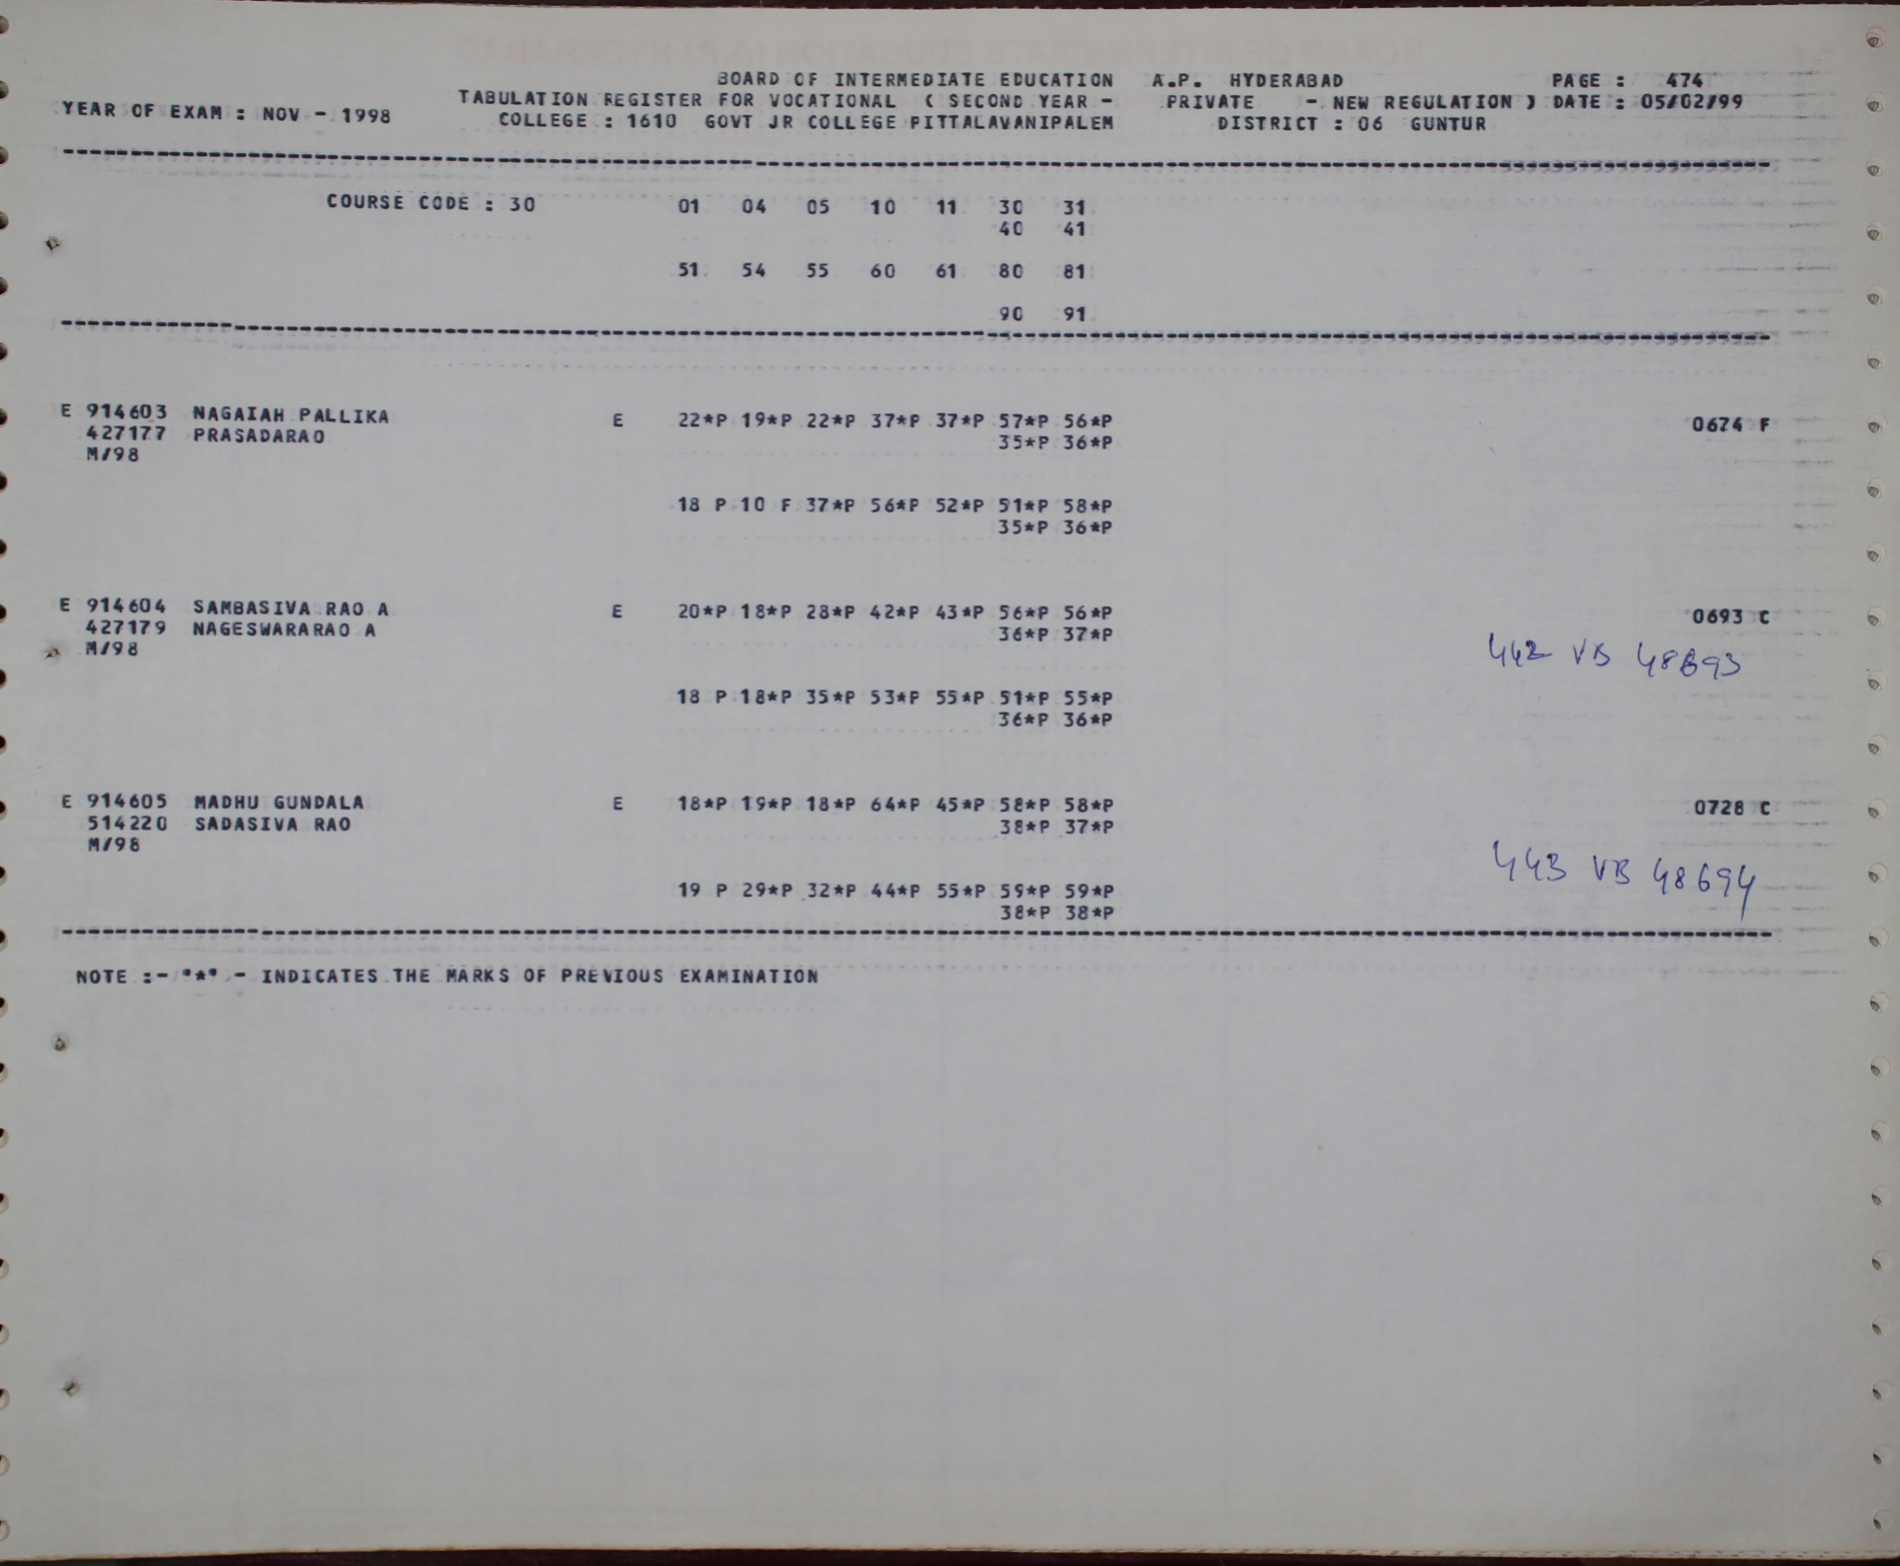 BOARD OF INTERMEDIATE EDUCATION A.P. HYDERABAD PAGE : 474
YEAR OF EXAM : NOV - 1998 TABULATION REGISTER FOR VOCATIONAL ( SECOND YEAR - PRIVATE - NEW REGULATION ) DATE : 05/02/99
COLLEGE : 1610 GOVT JR COLLEGE PITTALAVANIPALEM DISTRICT : 06 GUNTUR
COURSE CODE : 30 01 04 05 10 11 30 31
40 41
51 54 55 60 61 80 81
90 91
E 914603 NAGAIAH PALLIKA E 22*P 19*P 22*P 37*P 37*P 57*P 56*P 0674 F
427177 PRASADARAO 35*P 36*P
M/98
18 P 10 F 37*P 56*P 52*P 51*P 58*P
35*P 36*P
E 914604 SAMBASIVA RAO A E 20*P 18*P 28*P 42*P 43*P 56*P 56*P 0693 C
427179 NAGESWARARAO A 36*P 37*P
M/98 442 VB 48693
18 P 18*P 35*P 53*P 55*P 51*P 55*P
36*P 36*P
E 914605 MADHU GUNDALA E 18*P 19*P 18*P 64*P 45*P 58*P 58*P 0728 C
514220 SADASIVA RAO 38*P 37*P
M/98
443 VB 48694
19 P 29*P 32*P 44*P 55*P 59*P 59*P
38*P 38*P
NOTE :- "*" - INDICATES THE MARKS OF PREVIOUS EXAMINATION